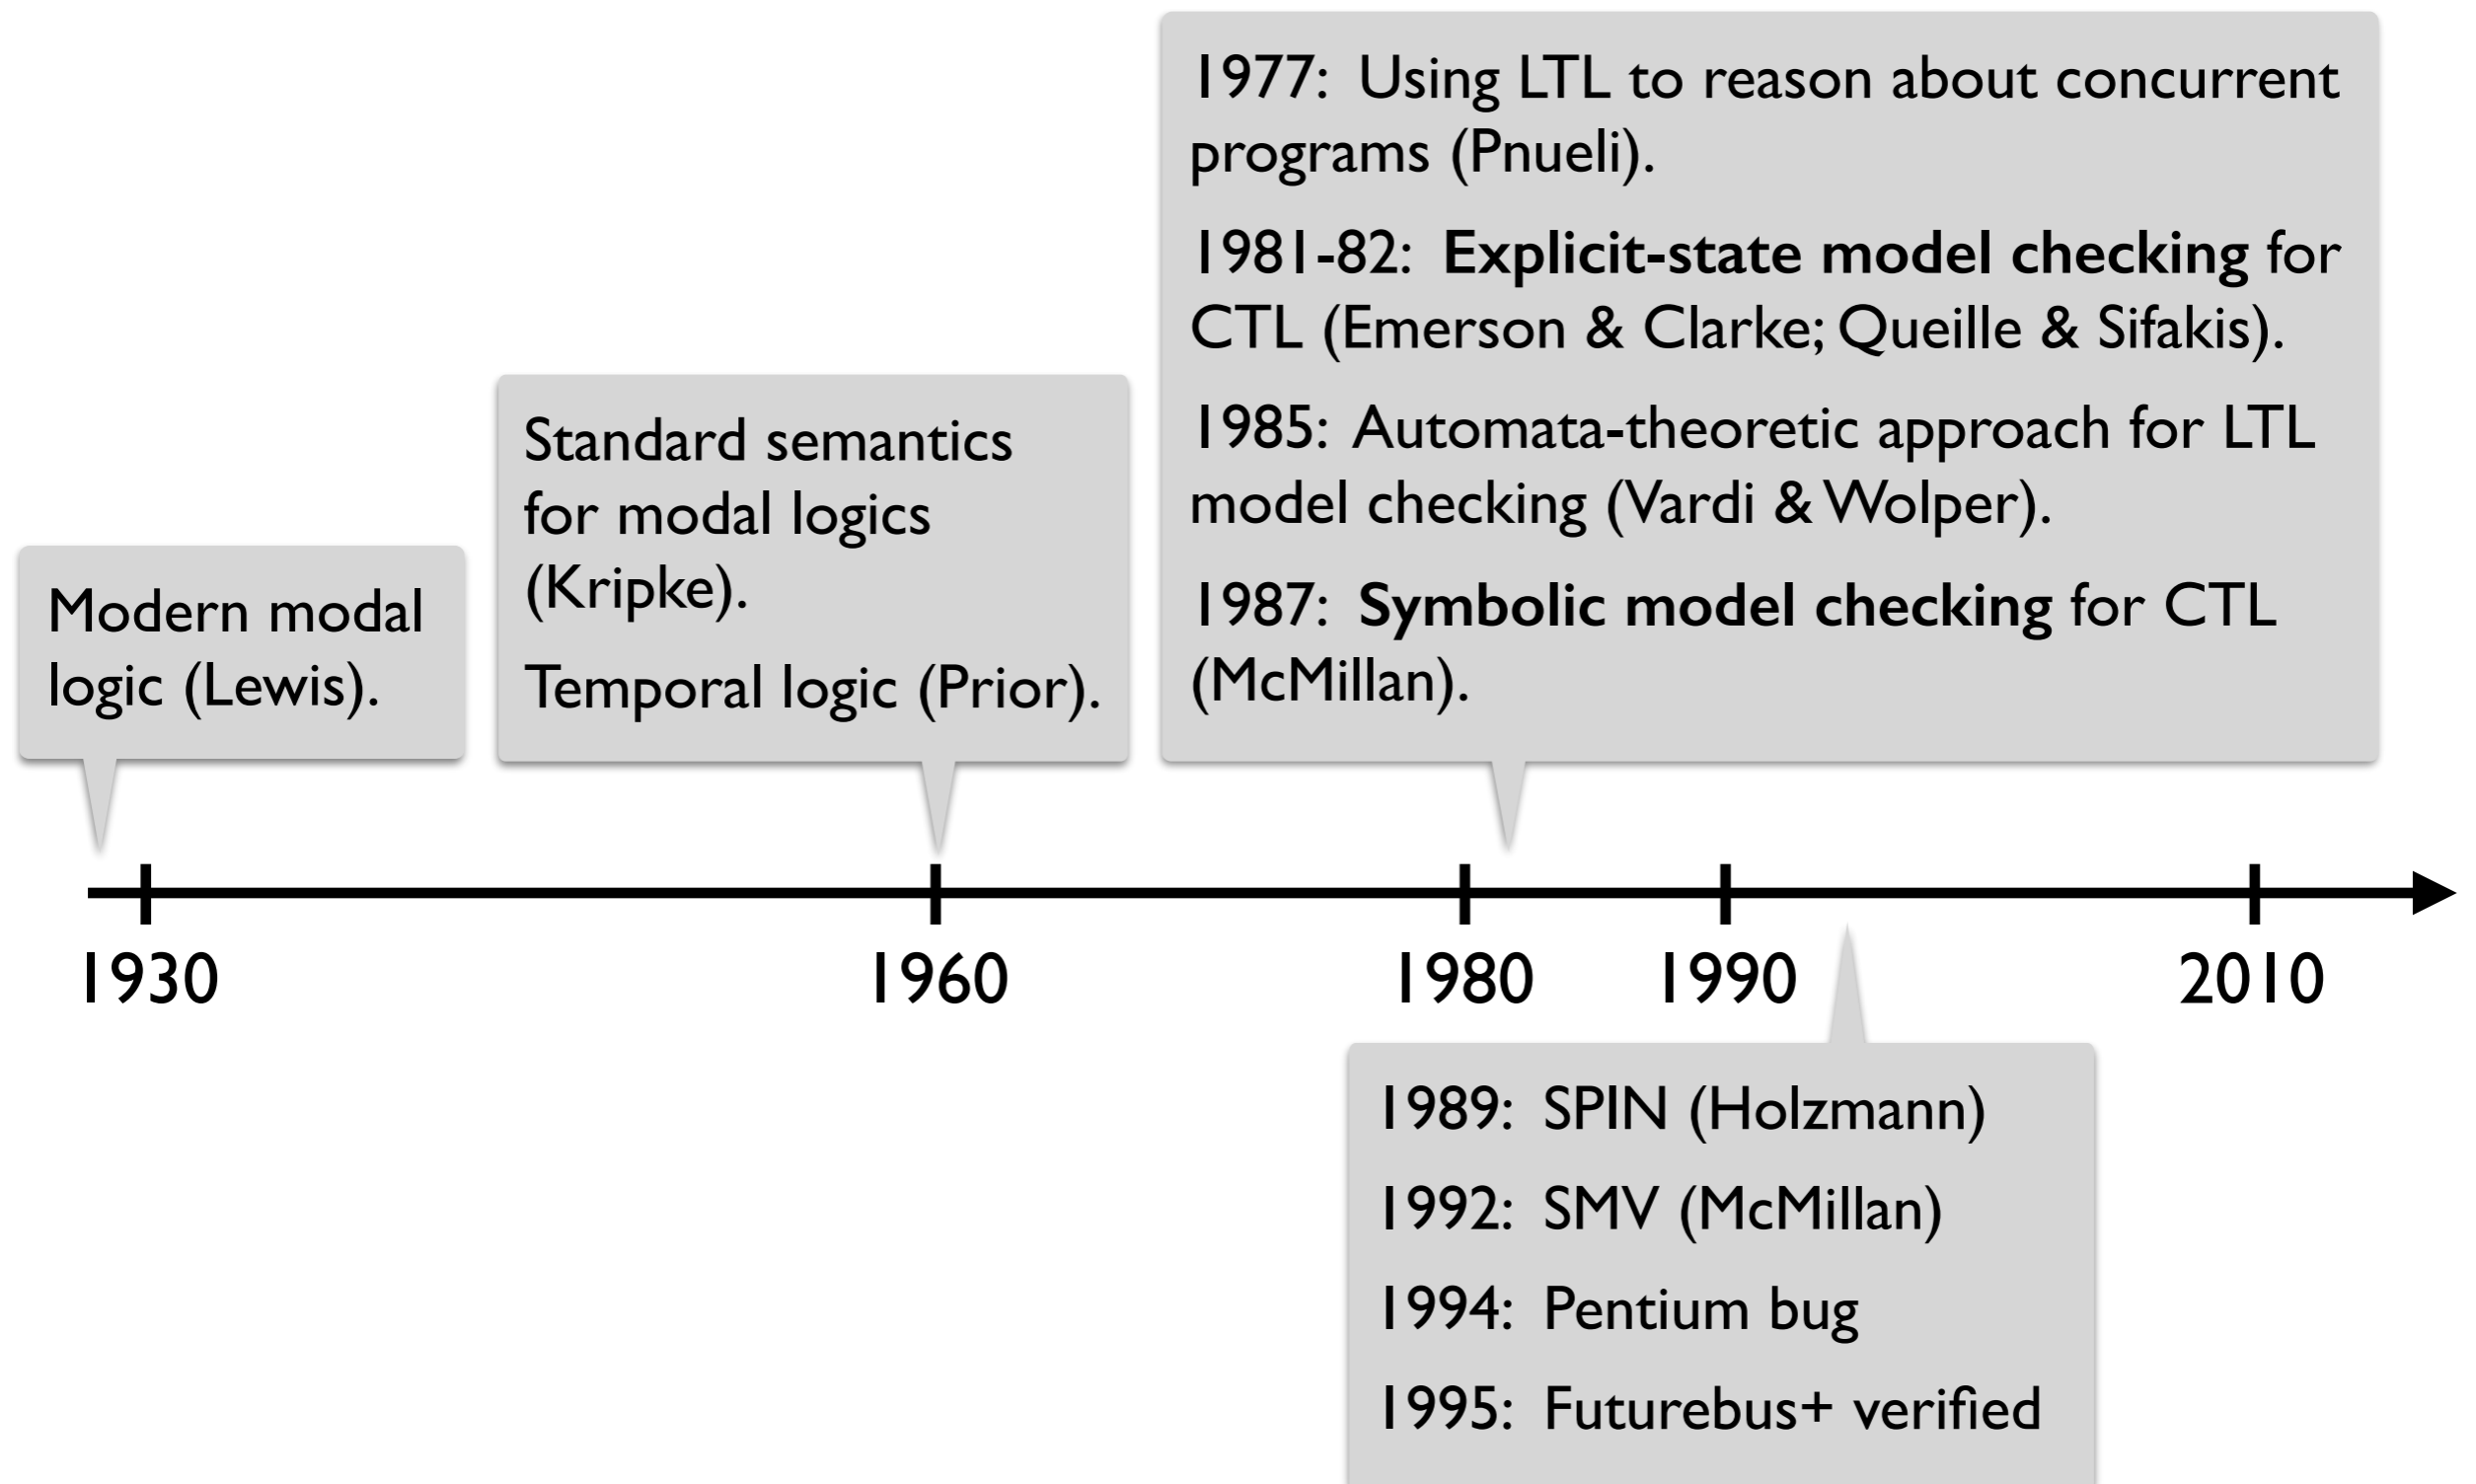 Modern modal
logic (Lewis).
Standard semantics
for modal logics
(Kripke).
Temporal logic (Prior).
1977: Using LTL to reason about concurrent
programs (Pnueli).
1981-82: Explicit-state model checking for
CTL (Emerson & Clarke; Queille & Sifakis).
1985: Automata-theoretic approach for LTL
model checking (Vardi & Wolper).
1987: Symbolic model checking for CTL
(McMillan).
1930 1960 1980 1990 2010
1989: SPIN (Holzmann)
1992: SMV (McMillan)
1994: Pentium bug
1995: Futurebus+ verified